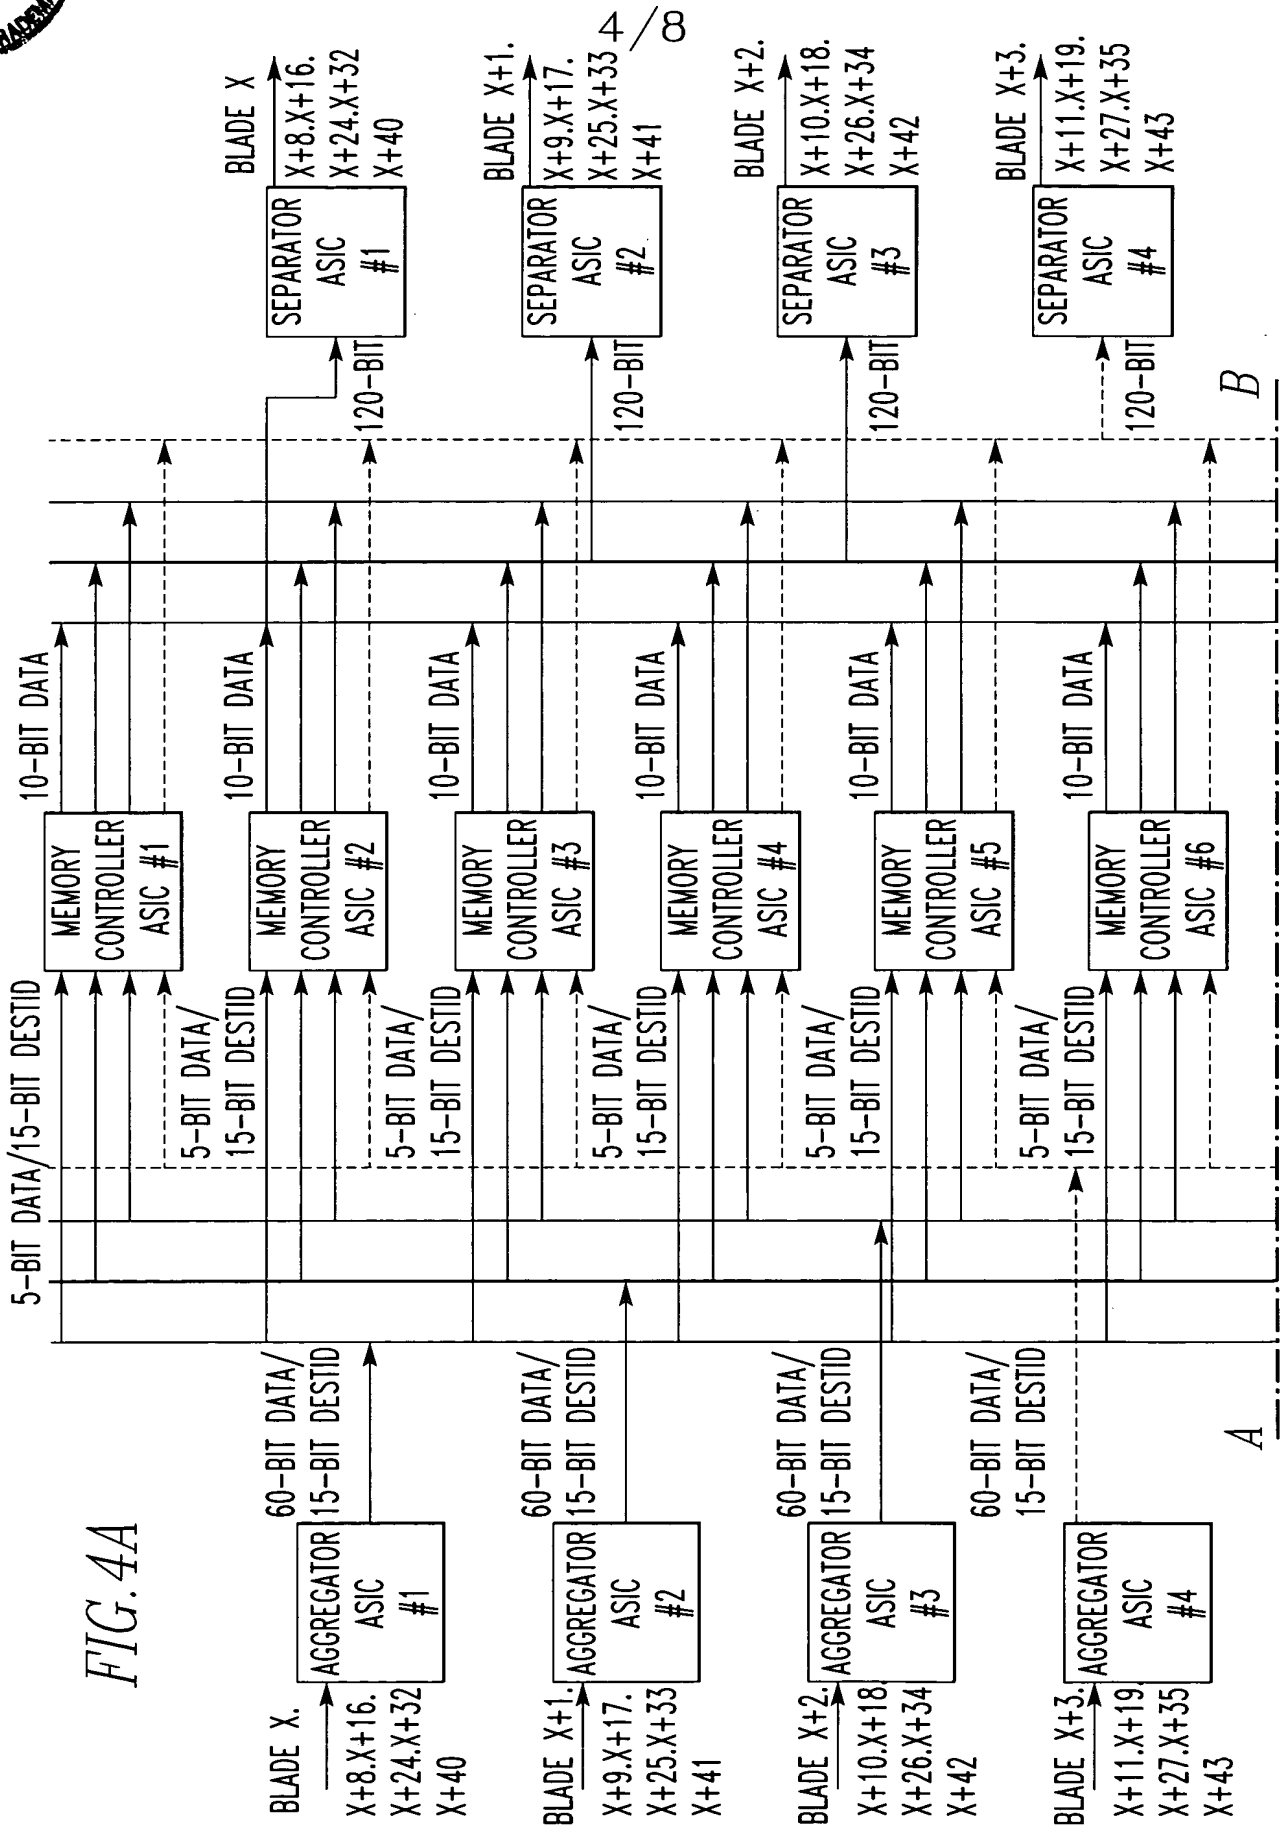 4/8
FIG.4A
BLADE X.
X+8.X+16.
X+24.X+32
X+40
AGGREGATOR
ASIC
#1
60-BIT DATA/
15-BIT DESTID
BLADE X+1.
X+9.X+17.
X+25.X+33
X+41
AGGREGATOR
ASIC
#2
60-BIT DATA/
15-BIT DESTID
BLADE X+2.
X+10.X+18.
X+26.X+34
X+42
AGGREGATOR
ASIC
#3
60-BIT DATA/
15-BIT DESTID
BLADE X+3.
X+11.X+19.
X+27.X+35
X+43
AGGREGATOR
ASIC
#4
60-BIT DATA/
15-BIT DESTID
5-BIT DATA/15-BIT DESTID
MEMORY
CONTROLLER
ASIC #1
10-BIT DATA
5-BIT DATA/
15-BIT DESTID
MEMORY
CONTROLLER
ASIC #2
10-BIT DATA
5-BIT DATA/
15-BIT DESTID
MEMORY
CONTROLLER
ASIC #3
10-BIT DATA
5-BIT DATA/
15-BIT DESTID
MEMORY
CONTROLLER
ASIC #4
10-BIT DATA
5-BIT DATA/
15-BIT DESTID
MEMORY
CONTROLLER
ASIC #5
10-BIT DATA
5-BIT DATA/
15-BIT DESTID
MEMORY
CONTROLLER
ASIC #6
10-BIT DATA
120-BIT
SEPARATOR
ASIC
#1
BLADE X
X+8.X+16.
X+24.X+32
X+40
120-BIT
SEPARATOR
ASIC
#2
BLADE X+1.
X+9.X+17.
X+25.X+33
X+41
120-BIT
SEPARATOR
ASIC
#3
BLADE X+2.
X+10.X+18.
X+26.X+34
X+42
120-BIT
SEPARATOR
ASIC
#4
BLADE X+3.
X+11.X+19.
X+27.X+35
X+43
A
B